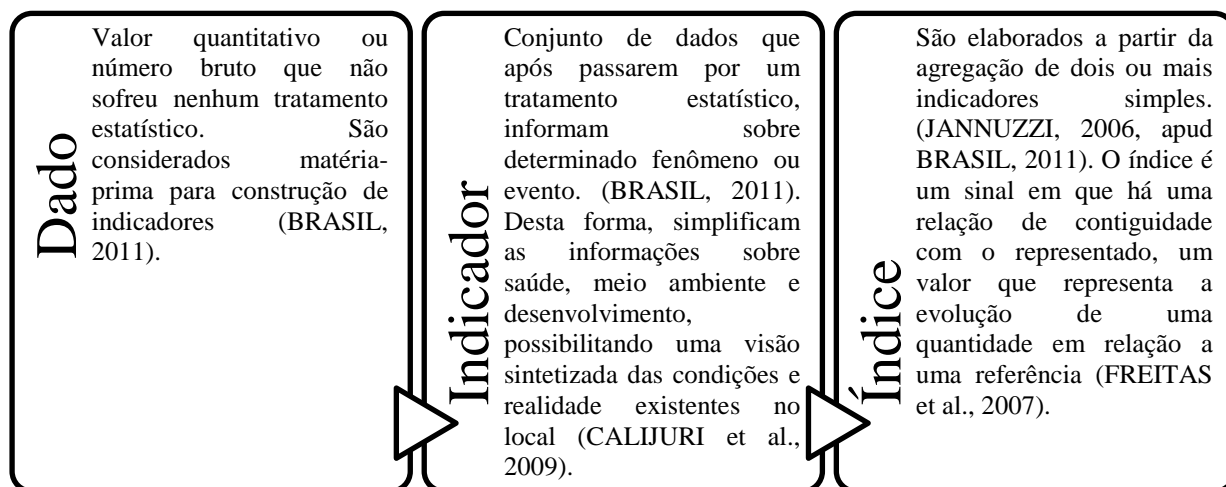 Dado
Valor quantitativo ou
número bruto que não
sofreu nenhum tratamento
estatístico. São
considerados matéria-
prima para construção de
indicadores (BRASIL,
2011).
Indicador
Conjunto de dados que
após passarem por um
tratamento estatístico,
informam sobre
determinado fenômeno ou
evento. (BRASIL, 2011).
Desta forma, simplificam
as informações sobre
saúde, meio ambiente e
desenvolvimento,
possibilitando uma visão
sintetizada das condições e
realidade existentes no
local (CALIJURI et al.,
2009).
Índice
São elaborados a partir da
agregação de dois ou mais
indicadores simples.
(JANNUZZI, 2006, apud
BRASIL, 2011). O índice é
um sinal em que há uma
relação de contiguidade
com o representado, um
valor que representa a
evolução de uma
quantidade em relação a
uma referência (FREITAS
et al., 2007).